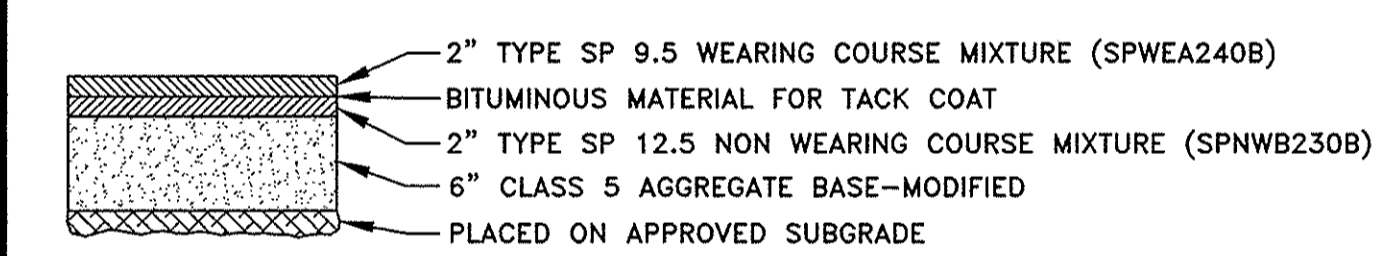 2" TYPE SP 9.5 WEARING COURSE MIXTURE (SPWEA240B)
BITUMINOUS MATERIAL FOR TACK COAT
2" TYPE SP 12.5 NON WEARING COURSE MIXTURE (SPNWB230B)
6" CLASS 5 AGGREGATE BASE-MODIFIED
PLACED ON APPROVED SUBGRADE